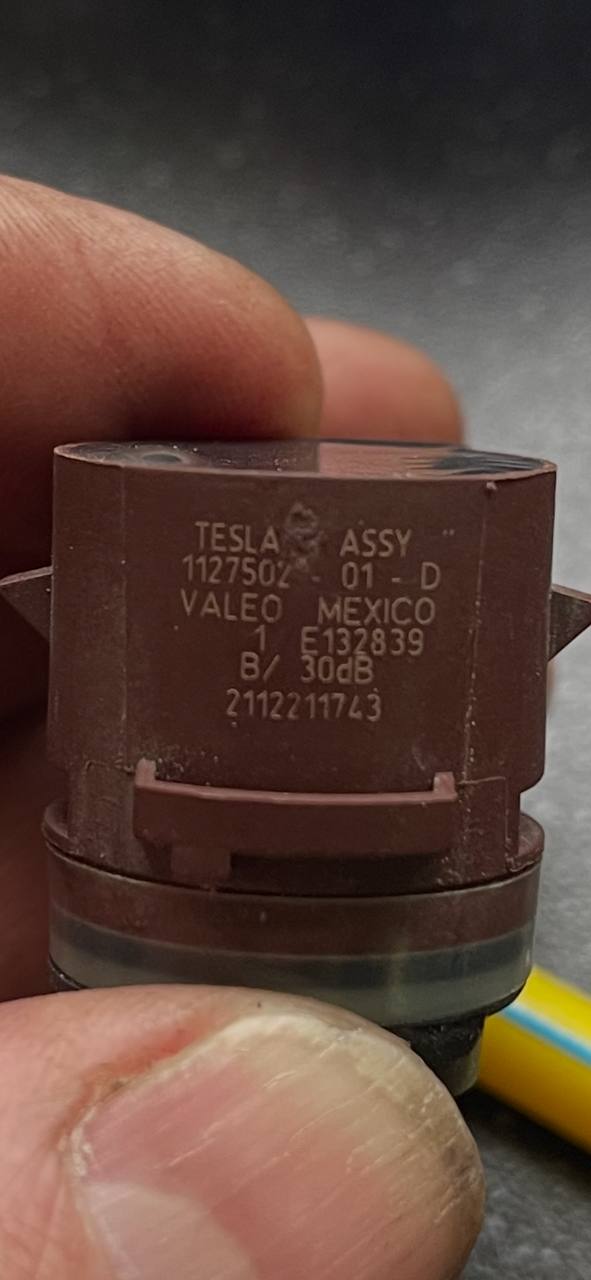 TESLA ASSY
1127502 - 01 - D
VALEO MEXICO
1 E132839
B/ 30dB
2112211743